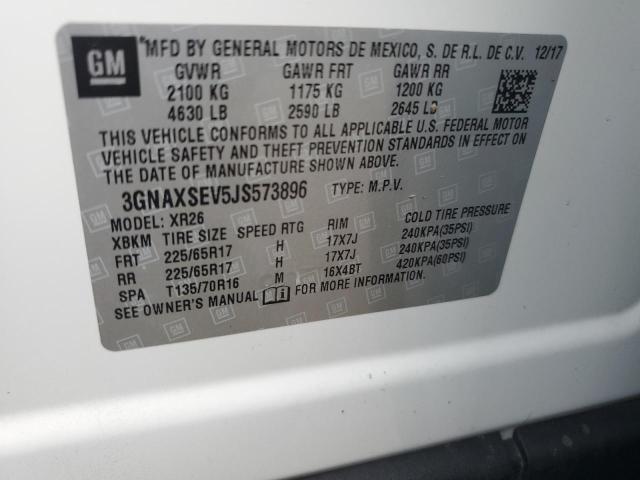 GM
MFD BY GENERAL MOTORS DE MEXICO, S. DE R.L. DE C.V. 12/17
GVWR GAWR FRT GAWR RR
2100 KG 1175 KG 1200 KG
4630 LB 2590 LB 2645 LB
THIS VEHICLE CONFORMS TO ALL APPLICABLE U.S. FEDERAL MOTOR
VEHICLE SAFETY AND THEFT PREVENTION STANDARDS IN EFFECT ON
THE DATE OF MANUFACTURE SHOWN ABOVE.
3GNAXSEV5JS573896 TYPE: M.P.V.
MODEL: XR26
XBKM TIRE SIZE SPEED RTG RIM COLD TIRE PRESSURE
FRT 225/65R17 H 17X7J 240KPA(35PSI)
RR 225/65R17 H 17X7J 240KPA(35PSI)
SPA T135/70R16 M 16X4BT 420KPA(60PSI)
SEE OWNER'S MANUAL FOR MORE INFORMATION.